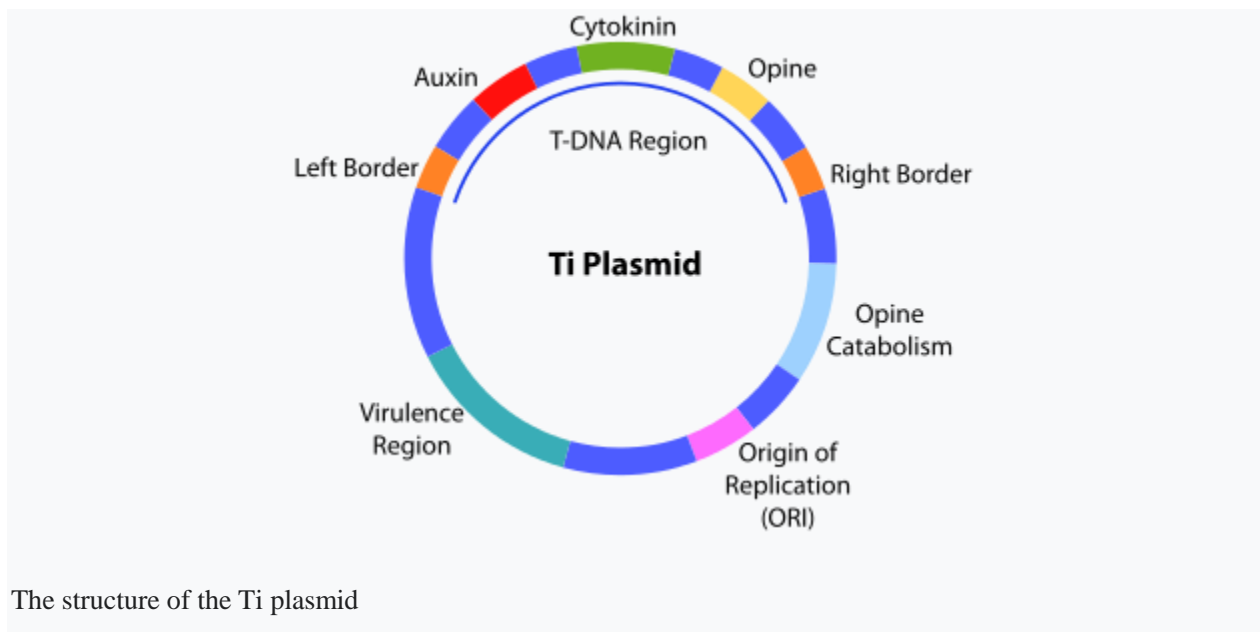 Cytokinin
Auxin
Opine
T-DNA Region
Left Border
Right Border
Ti Plasmid
Opine
Catabolism
Virulence
Region
Origin of
Replication
(ORI)
The structure of the Ti plasmid